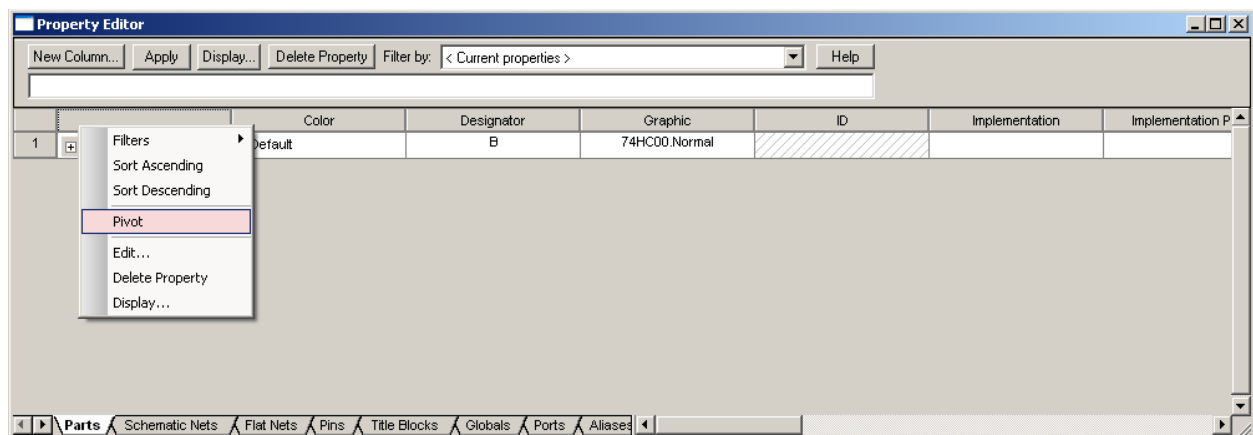 Property Editor
New Column... Apply Display... Delete Property Filter by: < Current properties > Help
Color Designator Graphic ID Implementation Implementation P
1 Default B 74HC00.Normal
Filters
Sort Ascending
Sort Descending
Pivot
Edit...
Delete Property
Display...
Parts Schematic Nets Flat Nets Pins Title Blocks Globals Ports Aliases